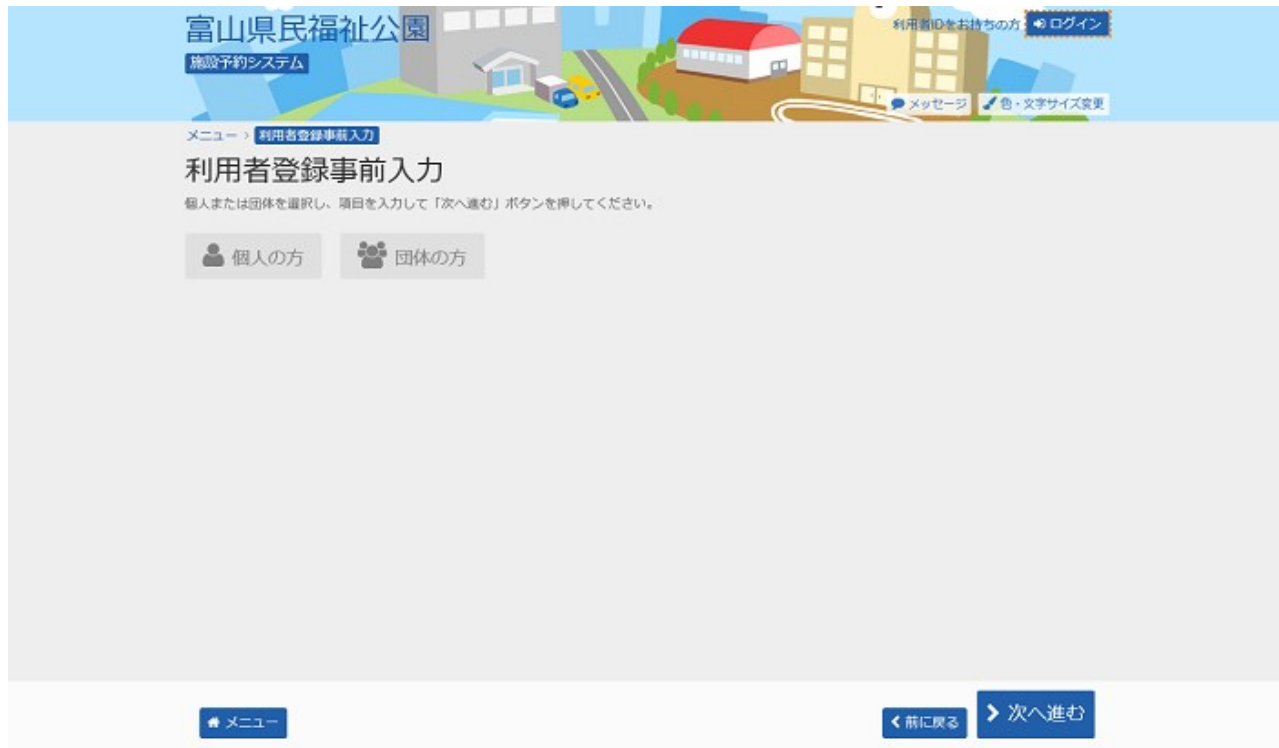 富山県民福祉公園
施設予約システム
利用者IDをお持ちの方 ログイン
メッセージ 色・文字サイズ変更
メニュー › 利用者登録事前入力
利用者登録事前入力
個人または団体を選択し、項目を入力して「次へ進む」ボタンを押してください。
個人の方 団体の方
メニュー 前に戻る 次へ進む